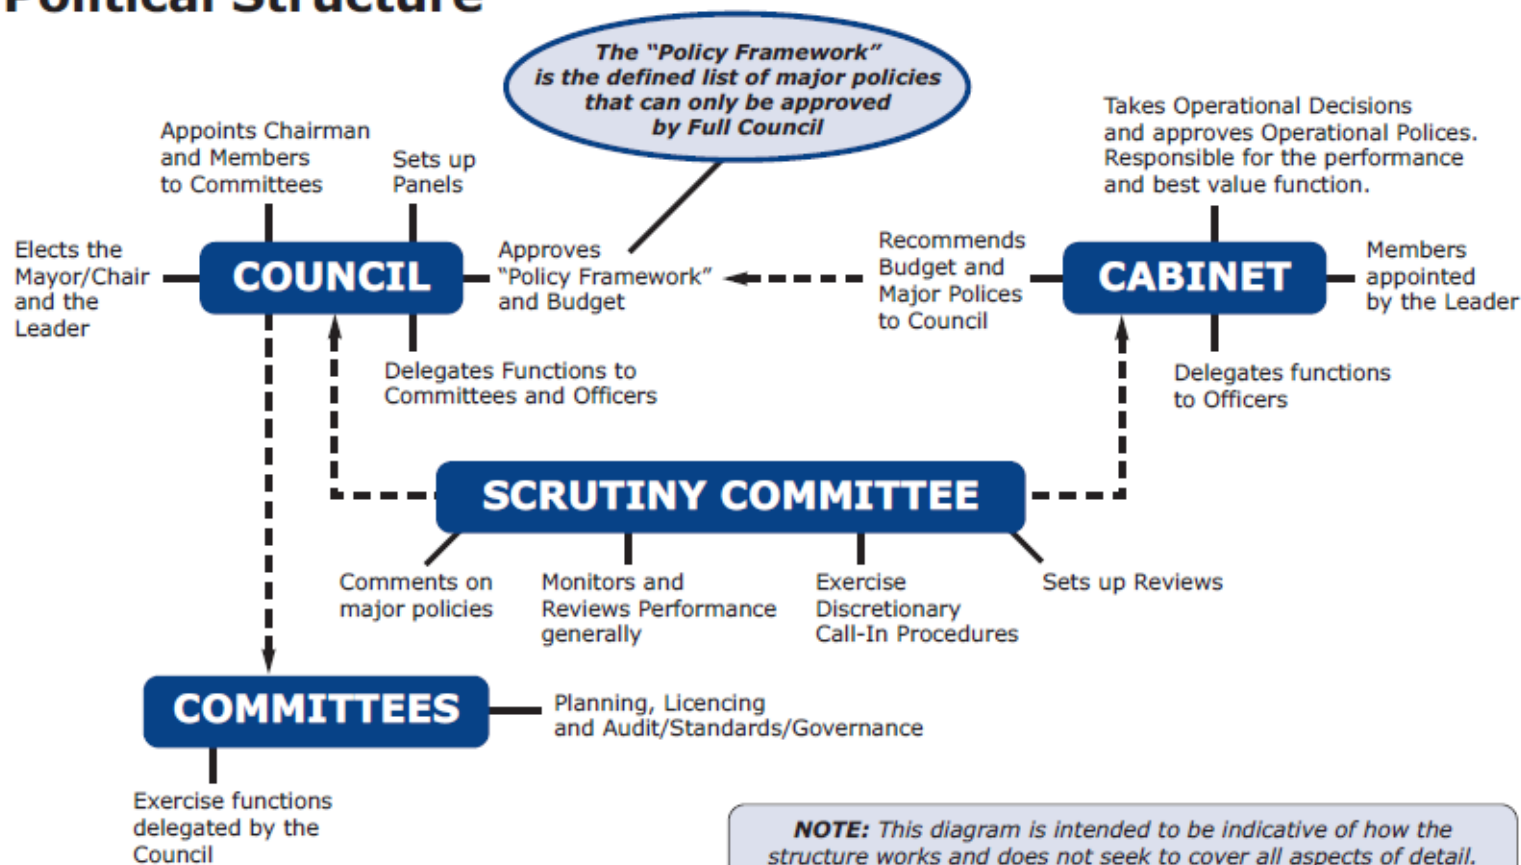 Political Structure
The “Policy Framework”
is the defined list of major policies
that can only be approved
by Full Council
Appoints Chairman
and Members
to Committees
Sets up
Panels
Takes Operational Decisions
and approves Operational Polices.
Responsible for the performance
and best value function.
Elects the
Mayor/Chair
and the
Leader
COUNCIL
Approves
“Policy Framework”
and Budget
Recommends
Budget and
Major Polices
to Council
CABINET
Members
appointed
by the Leader
Delegates Functions to
Committees and Officers
Delegates functions
to Officers
SCRUTINY COMMITTEE
Comments on
major policies
Monitors and
Reviews Performance
generally
Exercise
Discretionary
Call-In Procedures
Sets up Reviews
COMMITTEES
Planning, Licencing
and Audit/Standards/Governance
Exercise functions
delegated by the
Council
NOTE: This diagram is intended to be indicative of how the
structure works and does not seek to cover all aspects of detail.